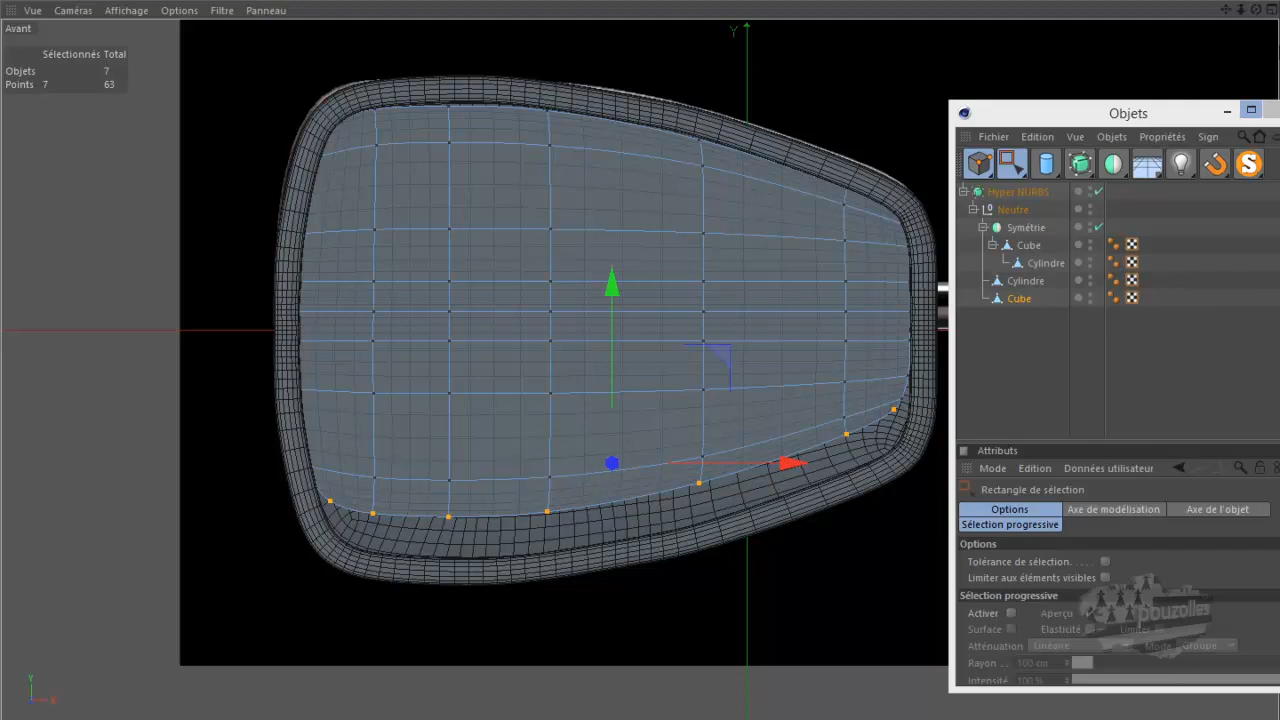 Vue Caméras Affichage Options Filtre Panneau
Avant
Sélectionnés Total
Objets 7
Points 7 63
Y
Y
X
Objets
Fichier Edition Vue Objets Propriétés Sign
Hyper NURBS
Neutre
Symétrie
Cube
Cylindre
Cylindre
Cube
Attributs
Mode Edition Données utilisateur
Rectangle de sélection
Options Axe de modélisation Axe de l'objet
Sélection progressive
Options
Tolérance de sélection. . . . .
Limiter aux éléments visibles
Sélection progressive
Activer Aperçu
Surface Elasticité Limiter
Atténuation Linéaire Mode Groupe
Rayon . . 100 cm
Intensité 100 %
pouzolles